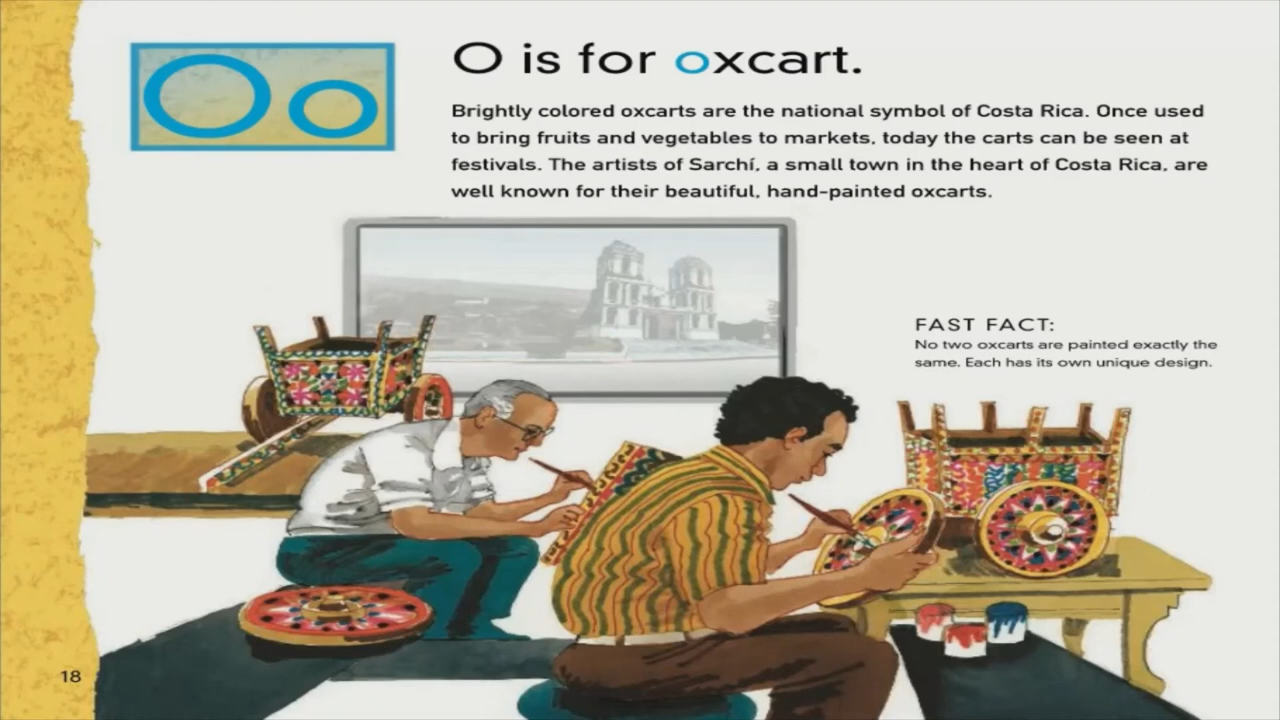 Oo
O is for oxcart.
Brightly colored oxcarts are the national symbol of Costa Rica. Once used
to bring fruits and vegetables to markets, today the carts can be seen at
festivals. The artists of Sarchí, a small town in the heart of Costa Rica, are
well known for their beautiful, hand-painted oxcarts.
FAST FACT:
No two oxcarts are painted exactly the
same. Each has its own unique design.
18